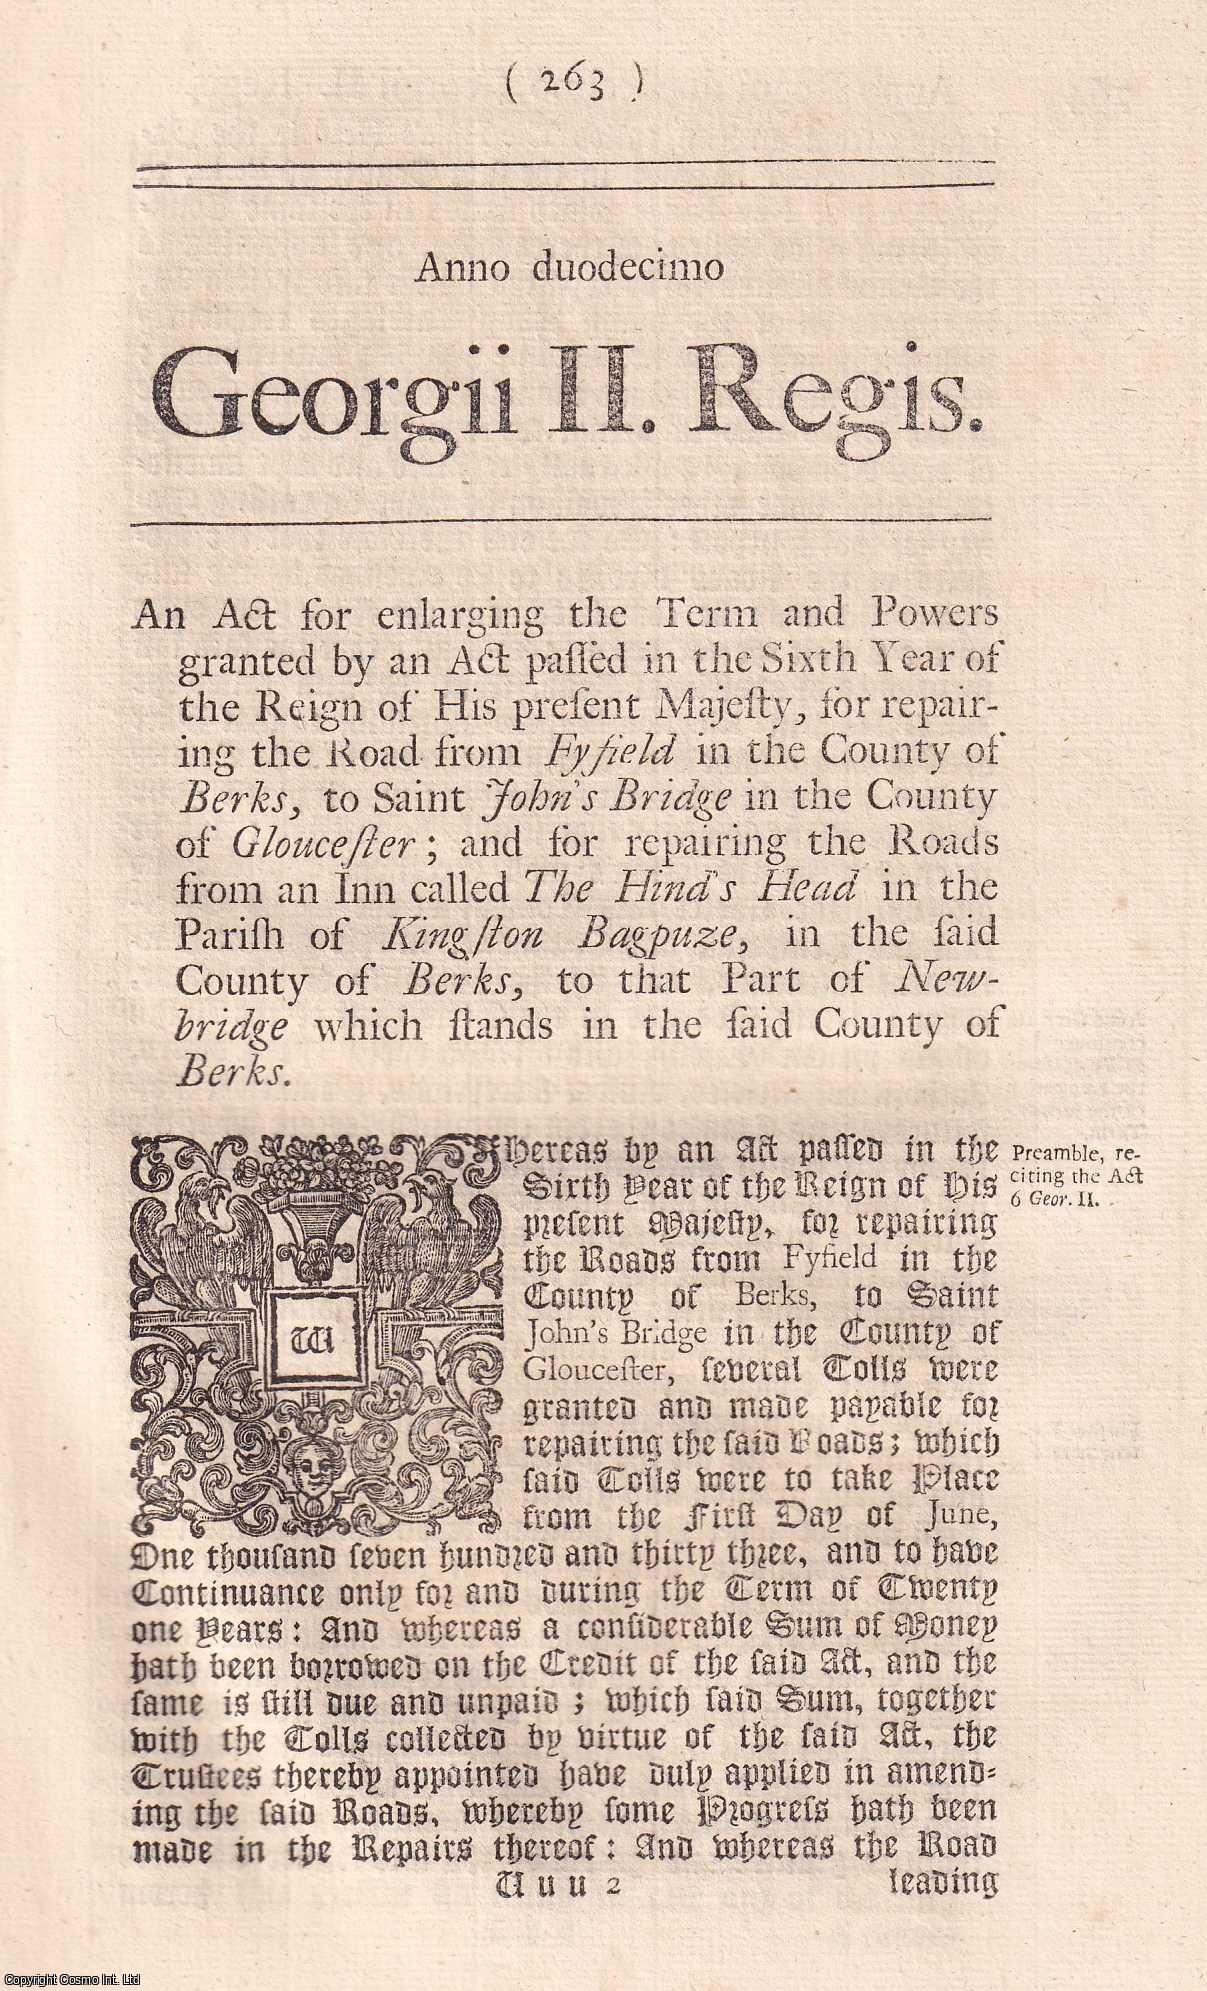 ( 263 )
Anno duodecimo
Georgii II. Regis.
An Act for enlarging the Term and Powers
granted by an Act paſſed in the Sixth Year of
the Reign of His preſent Majeſty, for repair-
ing the Road from Fyfield in the County of
Berks, to Saint John's Bridge in the County
of Glouceſter; and for repairing the Roads
from an Inn called The Hind's Head in the
Pariſh of Kingſton Bagpuze, in the ſaid
County of Berks, to that Part of New-
bridge which ſtands in the ſaid County of
Berks.
W
Whereas by an Act paſſed in the
Sixth Year of the Reign of His
preſent Majeſty, for repairing
the Roads from Fyfield in the
County of Berks, to Saint
John's Bridge in the County of
Glouceſter, ſeveral Tolls were
granted and made payable for
repairing the ſaid Roads; which
ſaid Tolls were to take Place
from the Firſt Day of June,
One thouſand ſeven hundred and thirty three, and to have
Continuance only for and during the Term of Twenty
one Years: And whereas a conſiderable Sum of Money
hath been borrowed on the Credit of the ſaid Act, and the
ſame is ſtill due and unpaid; which ſaid Sum, together
with the Tolls collected by virtue of the ſaid Act, the
Truſtees thereby appointed have duly applied in amend-
ing the ſaid Roads, whereby ſome Progreſs hath been
made in the Repairs thereof: And whereas the Road
Uuu 2 leading
Preamble, re-
citing the Act
6 Geor. II.
Copyright Cosmo Int. Ltd